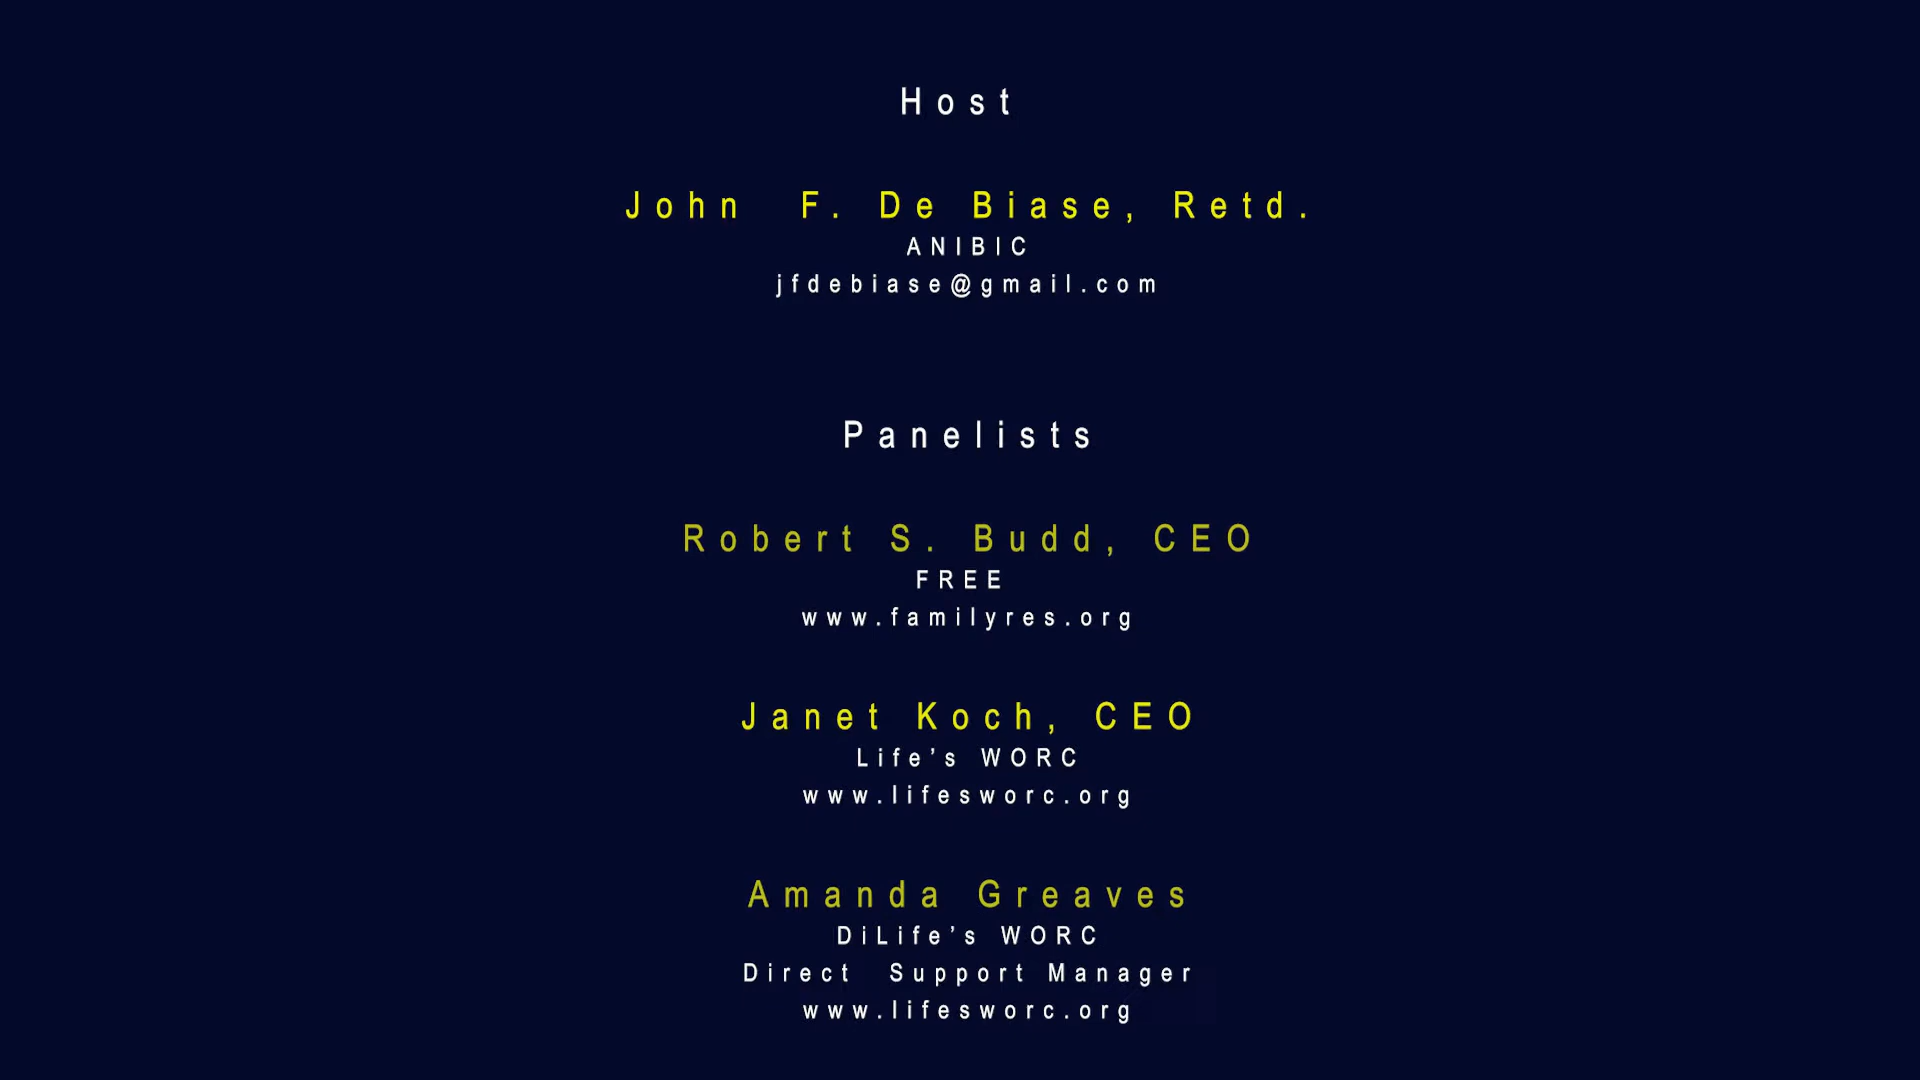 Host
John F. De Biase, Retd.
ANIBIC
jfdebiase@gmail.com
Panelists
Robert S. Budd, CEO
FREE
www.familyres.org
Janet Koch, CEO
Life’s WORC
www.lifesworc.org
Amanda Greaves
DiLife’s WORC
Direct Support Manager
www.lifesworc.org